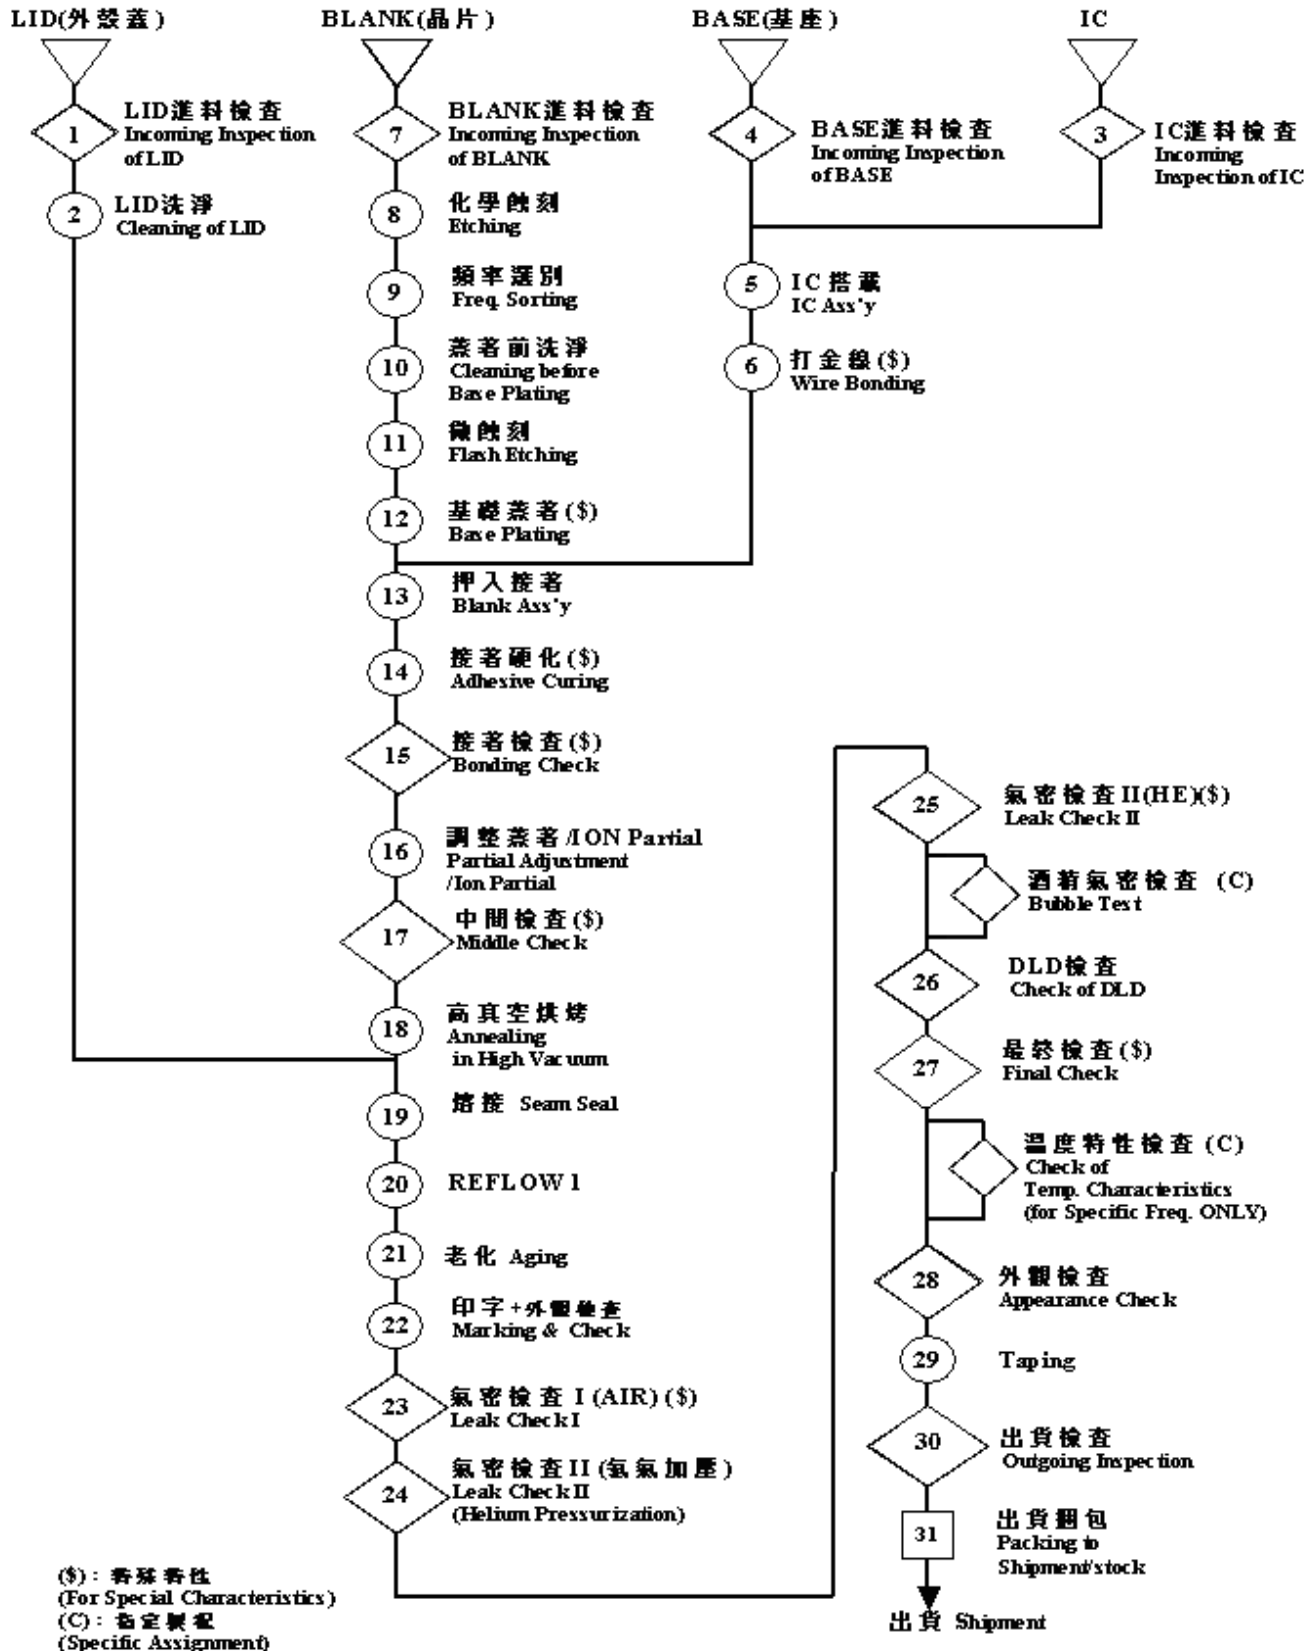 LID(外殼蓋)
BLANK(晶片)
BASE(基座)
IC
1
LID進料檢查
Incoming Inspection
of LID
7
BLANK進料檢查
Incoming Inspection
of BLANK
4
BASE進料檢查
Incoming Inspection
of BASE
3
IC進料檢查
Incoming
Inspection of IC
2
LID洗淨
Cleaning of LID
8
化學蝕刻
Etching
9
頻率選別
Freq. Sorting
10
蒸著前洗淨
Cleaning before
Base Plating
11
微蝕刻
Flash Etching
12
基礎蒸著($)
Base Plating
5
IC搭載
IC Ass'y
6
打金線($)
Wire Bonding
13
押入接著
Blank Ass'y
14
接著硬化($)
Adhesive Curing
15
接著檢查($)
Bonding Check
16
調整蒸著/ION Partial
Partial Adjustment
/Ion Partial
17
中間檢查($)
Middle Check
18
高真空烘烤
Annealing
in High Vacuum
19
熔接 Seam Seal
20
REFLOW 1
21
老化 Aging
22
印字+外觀檢查
Marking & Check
23
氣密檢查 I (AIR) ($)
Leak Check I
24
氣密檢查II (氦氣加壓)
Leak Check II
(Helium Pressurization)
25
氣密檢查II(HE)($)
Leak Check II
酒精氣密檢查 (C)
Bubble Test
26
DLD檢查
Check of DLD
27
最終檢查($)
Final Check
溫度特性檢查 (C)
Check of
Temp. Characteristics
(for Specific Freq. ONLY)
28
外觀檢查
Appearance Check
29
Taping
30
出貨檢查
Outgoing Inspection
31
出貨捆包
Packing to
Shipment/stock
出貨 Shipment
($) : 特殊特性
(For Special Characteristics)
(C) : 指定製程
(Specific Assignment)